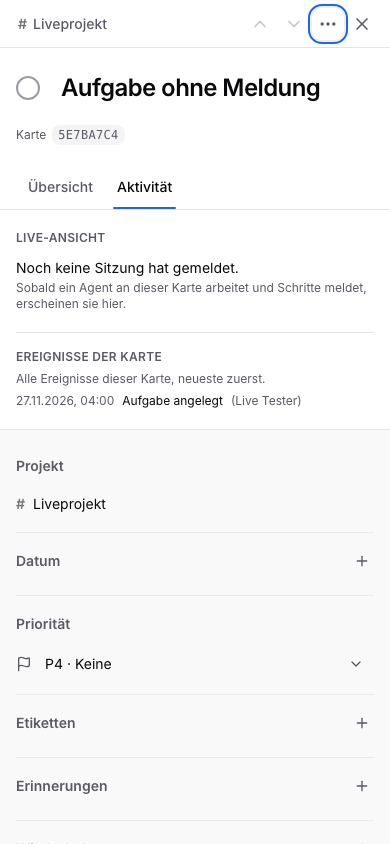 # Liveprojekt
Aufgabe ohne Meldung
Karte 5E7BA7C4
Übersicht Aktivität
LIVE-ANSICHT
Noch keine Sitzung hat gemeldet.
Sobald ein Agent an dieser Karte arbeitet und Schritte meldet,
erscheinen sie hier.
EREIGNISSE DER KARTE
Alle Ereignisse dieser Karte, neueste zuerst.
27.11.2026, 04:00 Aufgabe angelegt (Live Tester)
Projekt
# Liveprojekt
Datum
Priorität
P4 · Keine
Etiketten
Erinnerungen